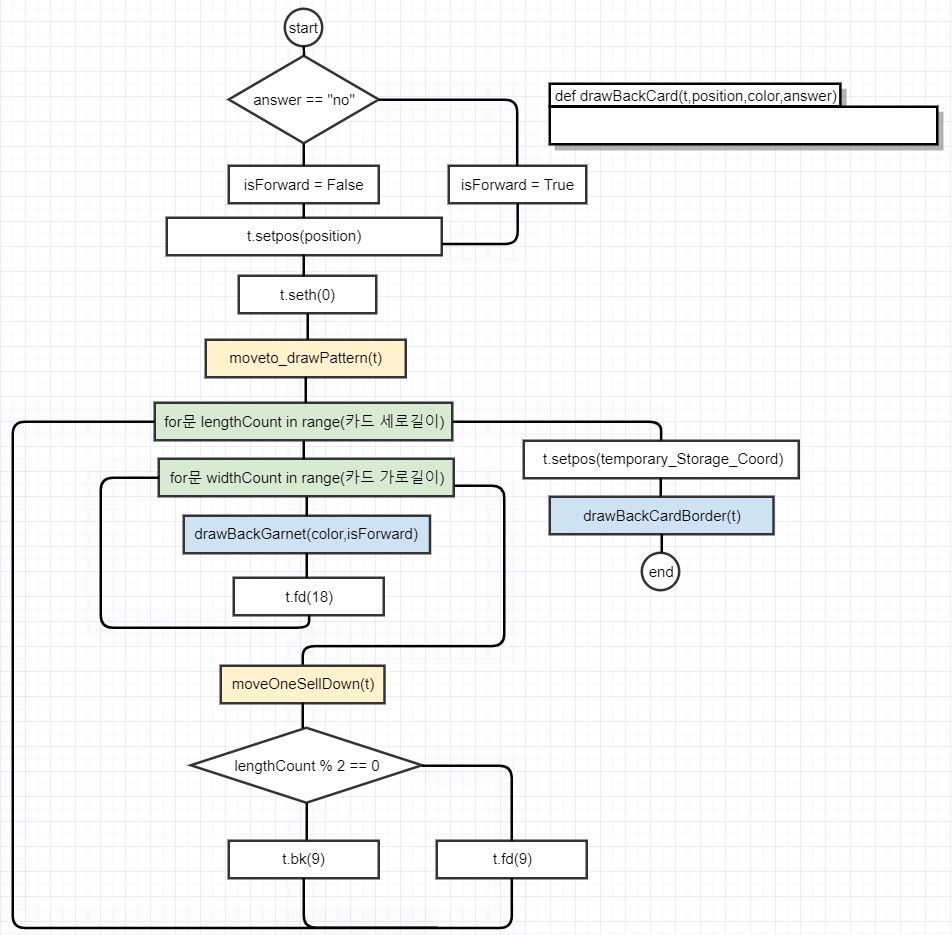 start
answer == "no"
def drawBackCard(t,position,color,answer)
isForward = False
isForward = True
t.setpos(position)
t.seth(0)
moveto_drawPattern(t)
for문 lengthCount in range(카드 세로길이)
t.setpos(temporary_Storage_Coord)
for문 widthCount in range(카드 가로길이)
drawBackCardBorder(t)
drawBackGarnet(color,isForward)
end
t.fd(18)
moveOneSellDown(t)
lengthCount % 2 == 0
t.bk(9)
t.fd(9)